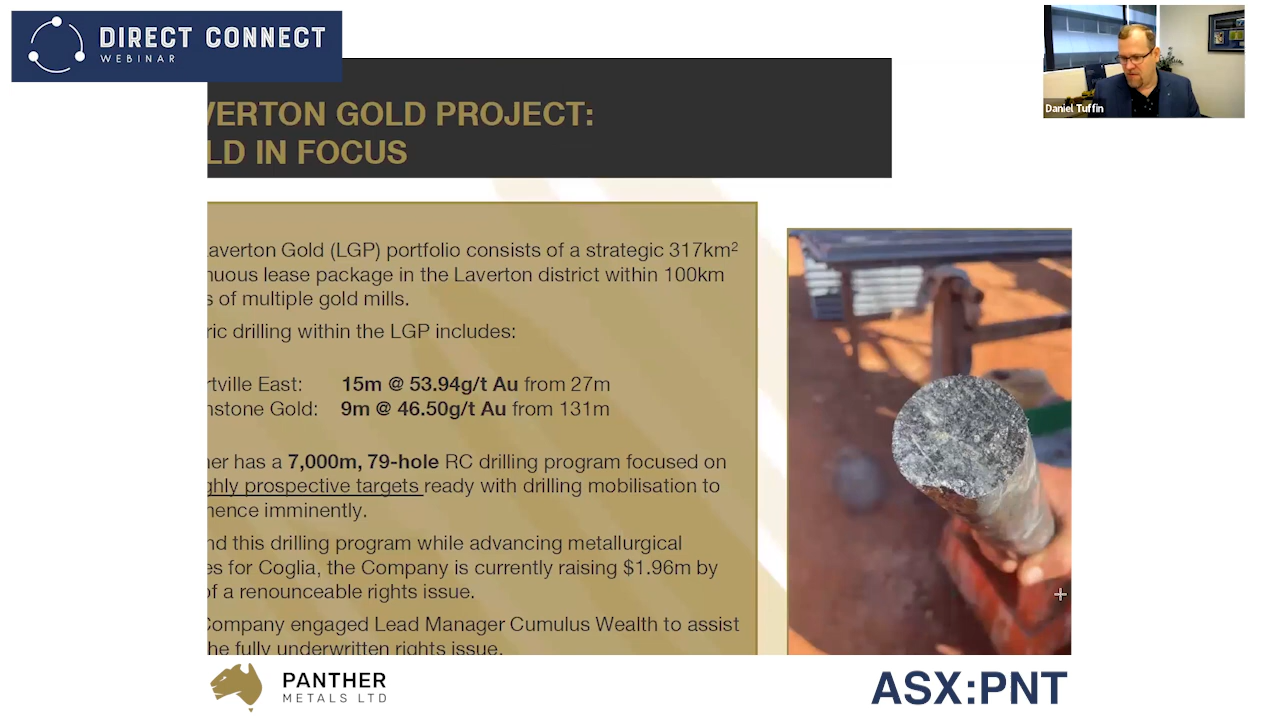 DIRECT CONNECT
WEBINAR
Daniel Tuffin
VERTON GOLD PROJECT:
LD IN FOCUS
averton Gold (LGP) portfolio consists of a strategic 317km²
nuous lease package in the Laverton district within 100km
s of multiple gold mills.
ric drilling within the LGP includes:
rtville East: 15m @ 53.94g/t Au from 27m
nstone Gold: 9m @ 46.50g/t Au from 131m
er has a 7,000m, 79-hole RC drilling program focused on
ghly prospective targets ready with drilling mobilisation to
hence imminently.
nd this drilling program while advancing metallurgical
es for Coglia, the Company is currently raising $1.96m by
of a renounceable rights issue.
Company engaged Lead Manager Cumulus Wealth to assist
he fully underwritten rights issue.
PANTHER
METALS LTD
ASX:PNT